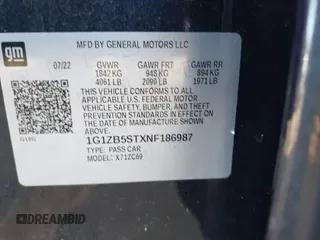 gm
MFD BY GENERAL MOTORS LLC
07/22 GVWR GAWR FRT GAWR RR
1842 KG 948 KG 894 KG
4061 LB 2090 LB 1971 LB
THIS VEHICLE CONFORMS TO ALL APPLICABLE
U.S. FEDERAL MOTOR VEHICLE
SAFETY, BUMPER, AND THEFT
PREVENTION STANDARDS IN EFFECT
ON THE DATE OF MANUFACTURE
SHOWN ABOVE.
1G1ZB5STXNF186987
TYPE: PASS CAR
MODEL: X71ZC69
DREAMBID